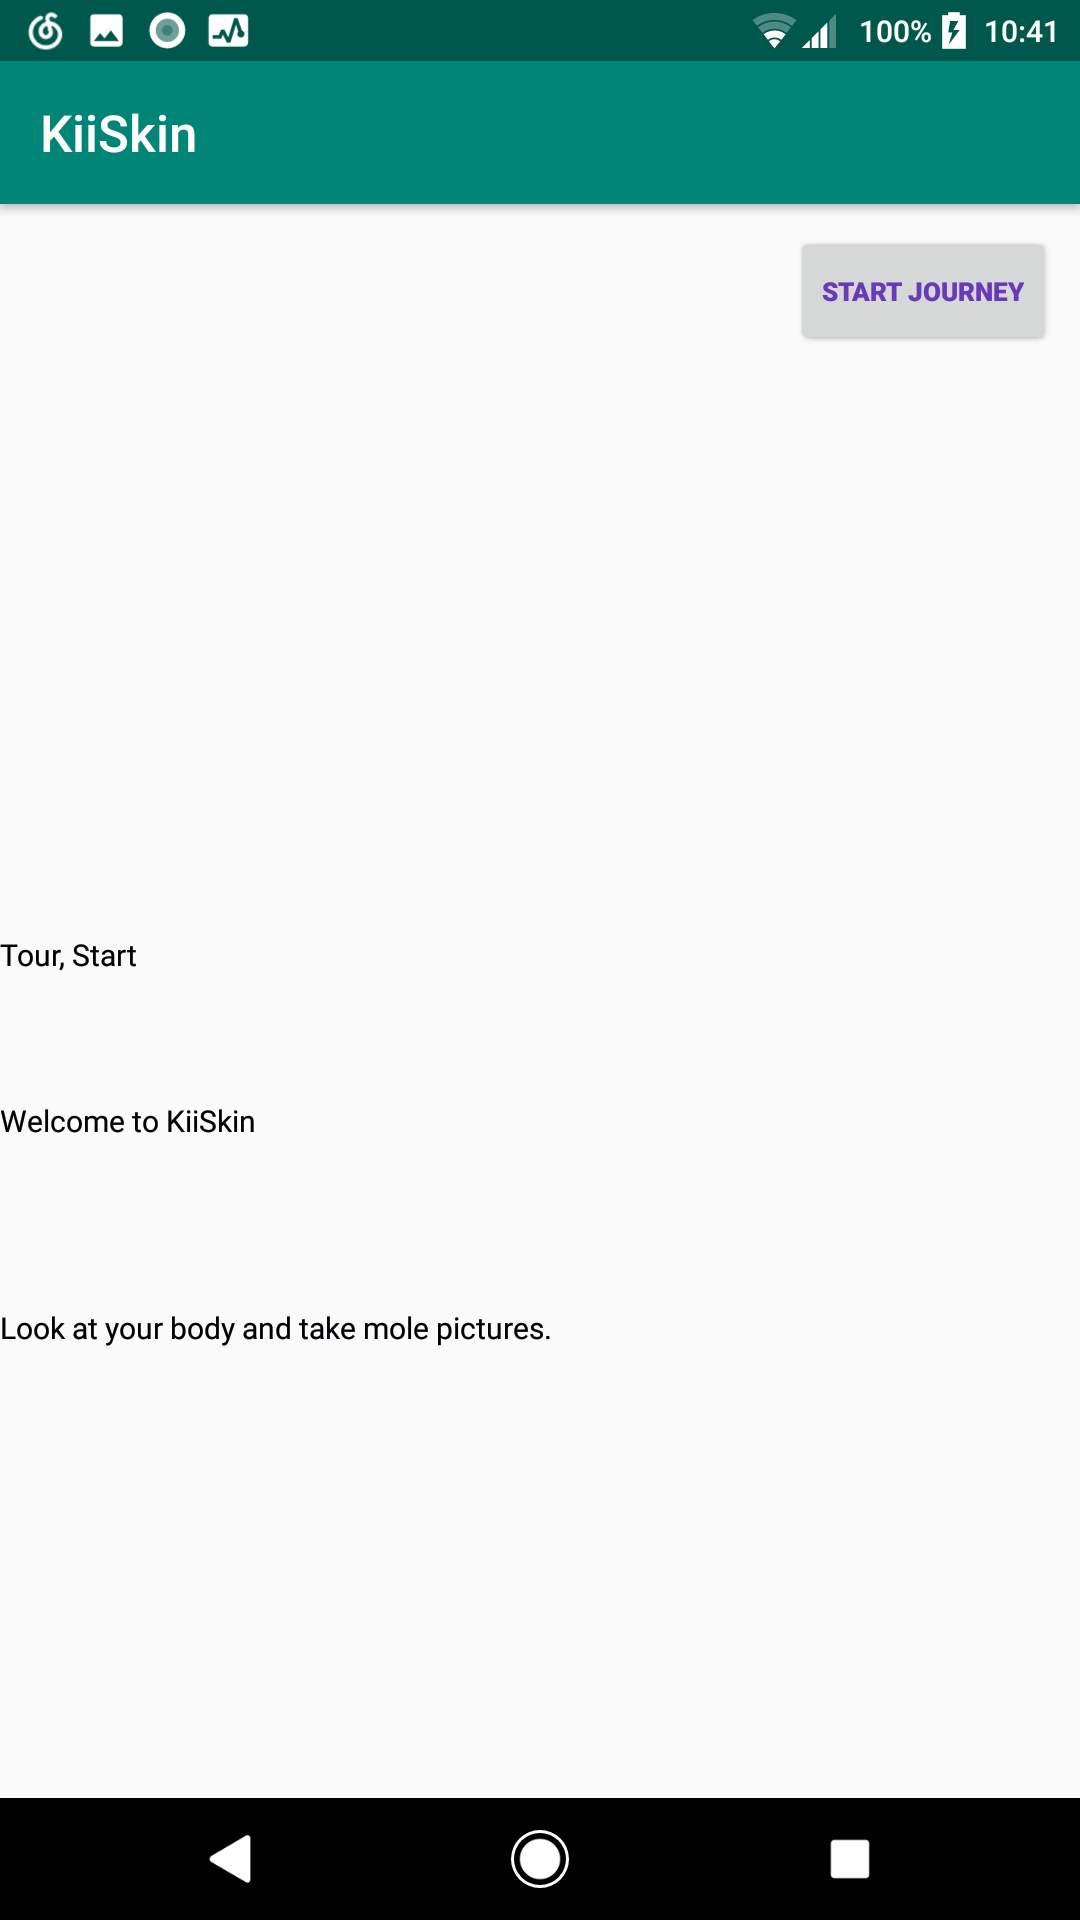 100% 10:41
KiiSkin
START JOURNEY
Tour, Start
Welcome to KiiSkin
Look at your body and take mole pictures.